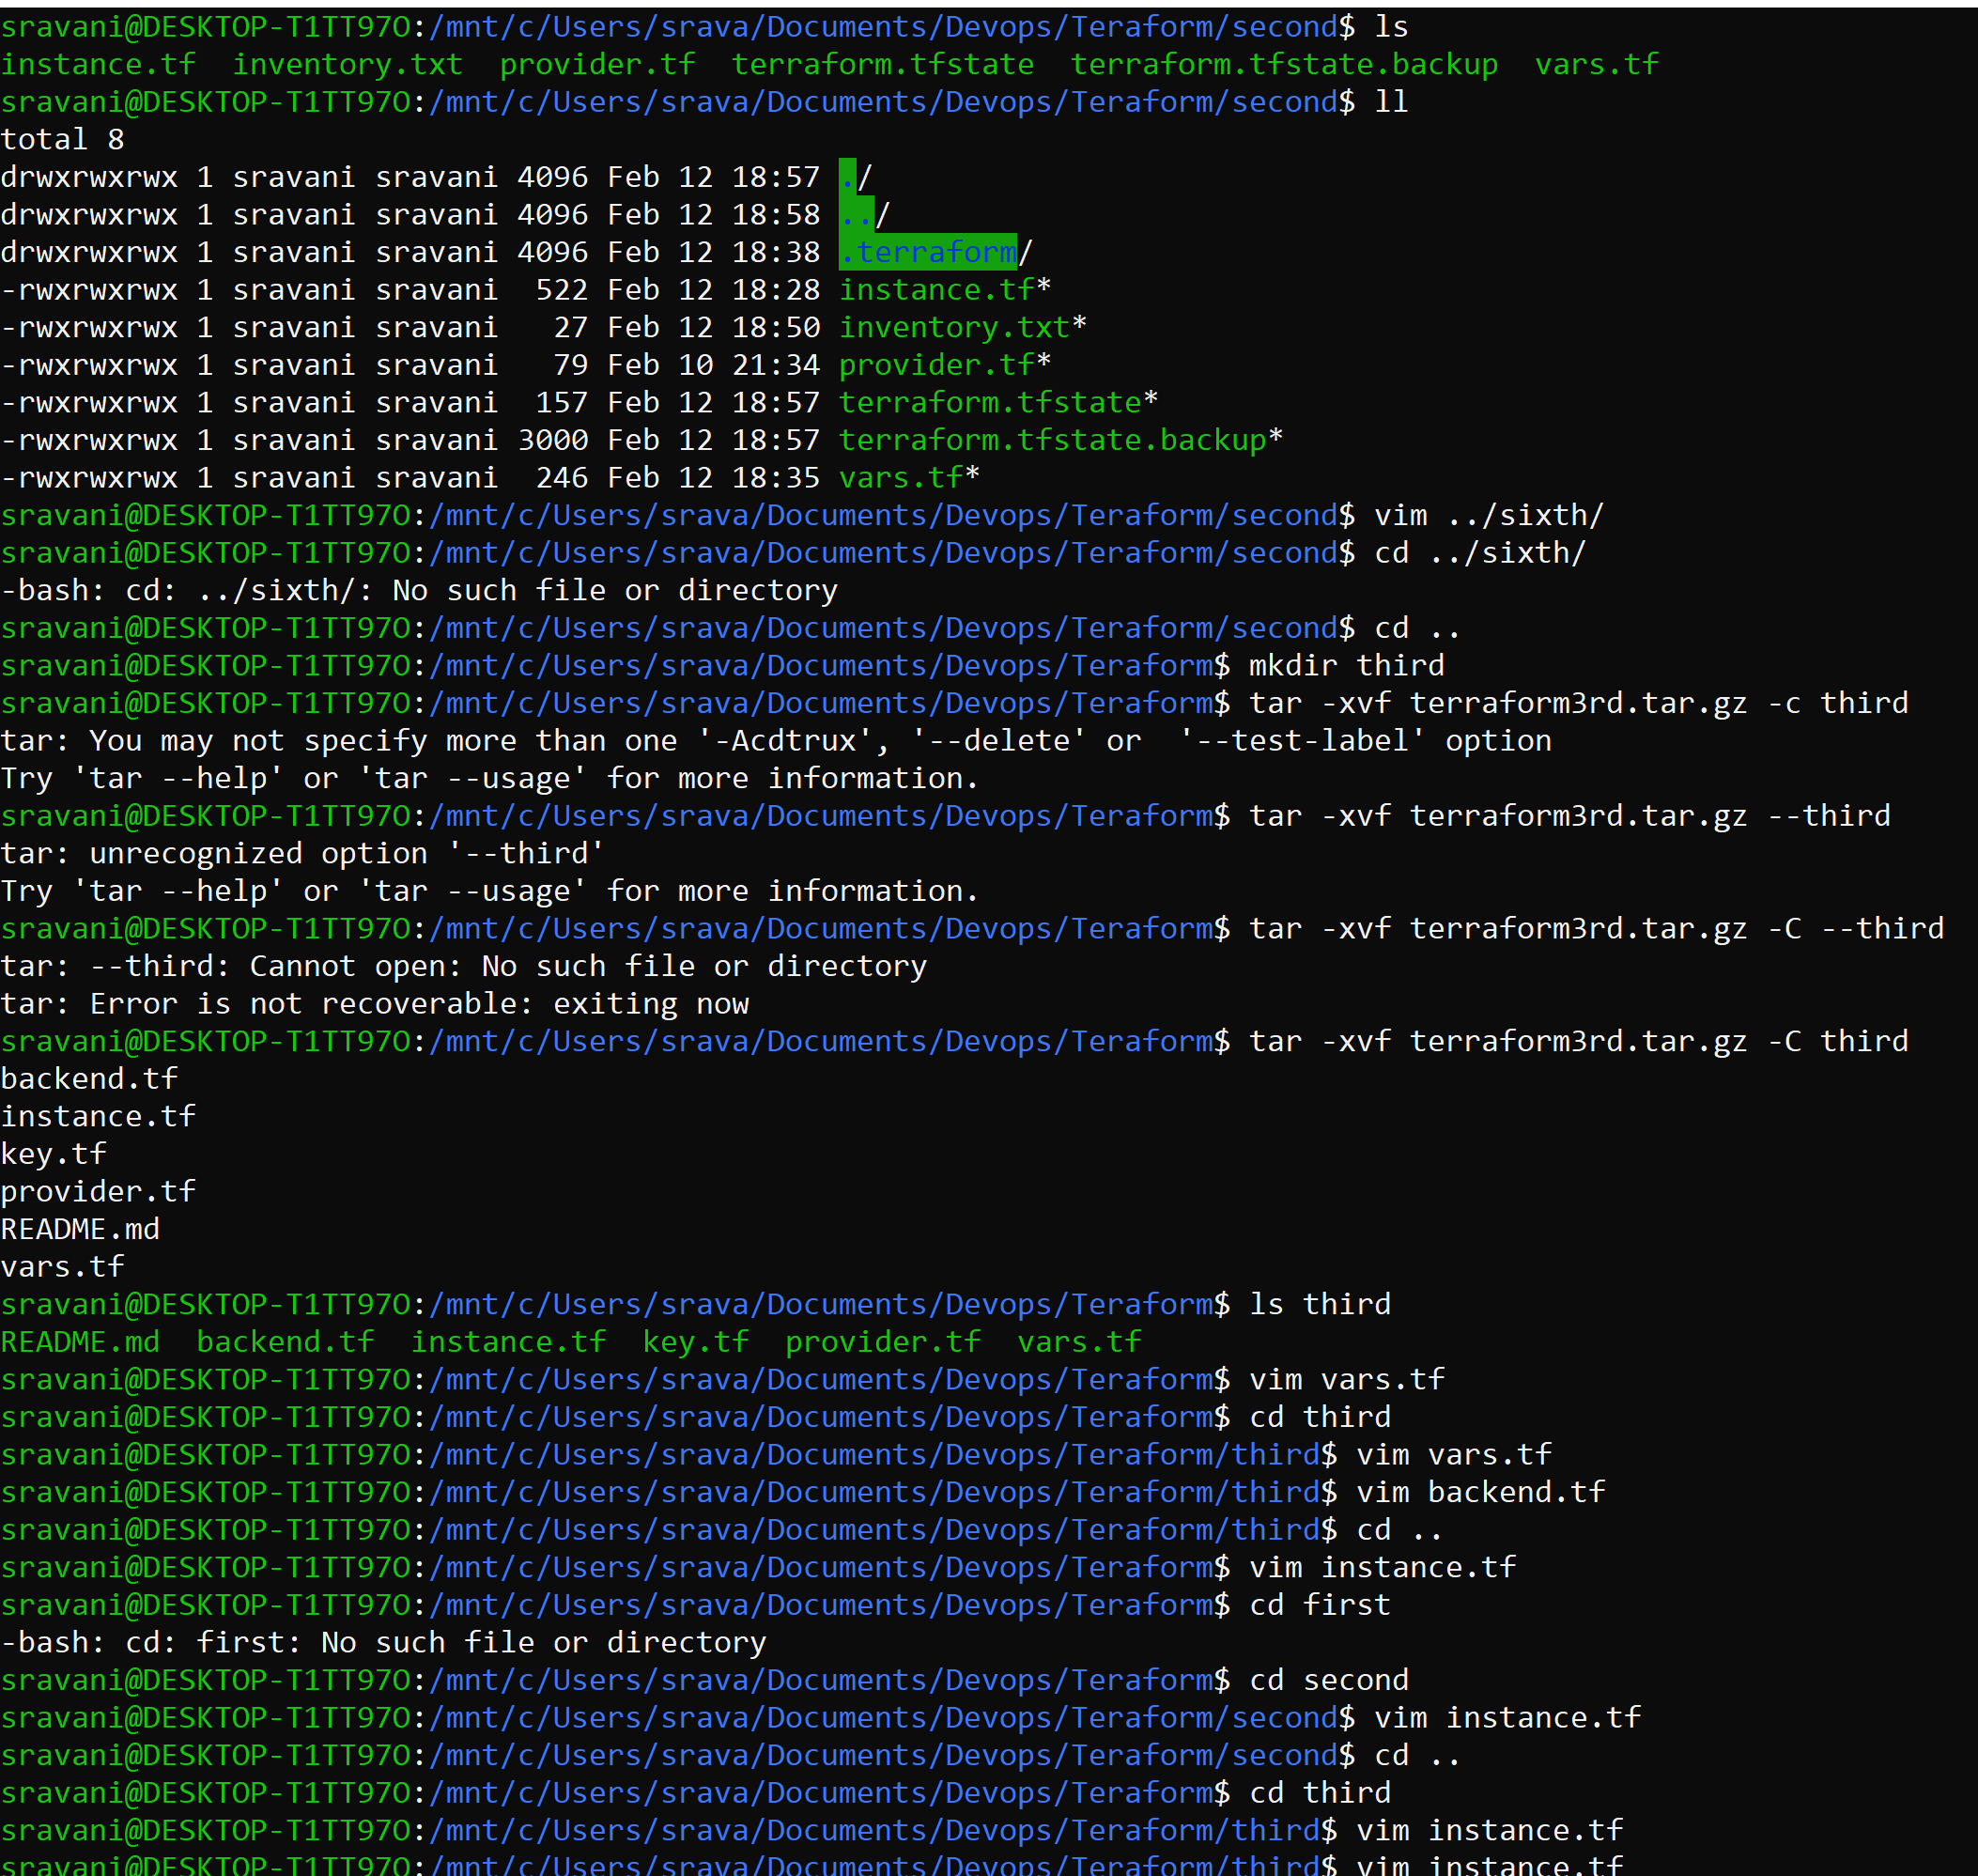 sravani@DESKTOP-T1TT97O:/mnt/c/Users/srava/Documents/Devops/Teraform/second$ ls
instance.tf  inventory.txt  provider.tf  terraform.tfstate  terraform.tfstate.backup  vars.tf
sravani@DESKTOP-T1TT97O:/mnt/c/Users/srava/Documents/Devops/Teraform/second$ ll
total 8
drwxrwxrwx 1 sravani sravani 4096 Feb 12 18:57 ./
drwxrwxrwx 1 sravani sravani 4096 Feb 12 18:58 ../
drwxrwxrwx 1 sravani sravani 4096 Feb 12 18:38 .terraform/
-rwxrwxrwx 1 sravani sravani  522 Feb 12 18:28 instance.tf*
-rwxrwxrwx 1 sravani sravani   27 Feb 12 18:50 inventory.txt*
-rwxrwxrwx 1 sravani sravani   79 Feb 10 21:34 provider.tf*
-rwxrwxrwx 1 sravani sravani  157 Feb 12 18:57 terraform.tfstate*
-rwxrwxrwx 1 sravani sravani 3000 Feb 12 18:57 terraform.tfstate.backup*
-rwxrwxrwx 1 sravani sravani  246 Feb 12 18:35 vars.tf*
sravani@DESKTOP-T1TT97O:/mnt/c/Users/srava/Documents/Devops/Teraform/second$ vim ../sixth/
sravani@DESKTOP-T1TT97O:/mnt/c/Users/srava/Documents/Devops/Teraform/second$ cd ../sixth/
-bash: cd: ../sixth/: No such file or directory
sravani@DESKTOP-T1TT97O:/mnt/c/Users/srava/Documents/Devops/Teraform/second$ cd ..
sravani@DESKTOP-T1TT97O:/mnt/c/Users/srava/Documents/Devops/Teraform$ mkdir third
sravani@DESKTOP-T1TT97O:/mnt/c/Users/srava/Documents/Devops/Teraform$ tar -xvf terraform3rd.tar.gz -c third
tar: You may not specify more than one '-Acdtrux', '--delete' or  '--test-label' option
Try 'tar --help' or 'tar --usage' for more information.
sravani@DESKTOP-T1TT97O:/mnt/c/Users/srava/Documents/Devops/Teraform$ tar -xvf terraform3rd.tar.gz --third
tar: unrecognized option '--third'
Try 'tar --help' or 'tar --usage' for more information.
sravani@DESKTOP-T1TT97O:/mnt/c/Users/srava/Documents/Devops/Teraform$ tar -xvf terraform3rd.tar.gz -C --third
tar: --third: Cannot open: No such file or directory
tar: Error is not recoverable: exiting now
sravani@DESKTOP-T1TT97O:/mnt/c/Users/srava/Documents/Devops/Teraform$ tar -xvf terraform3rd.tar.gz -C third
backend.tf
instance.tf
key.tf
provider.tf
README.md
vars.tf
sravani@DESKTOP-T1TT97O:/mnt/c/Users/srava/Documents/Devops/Teraform$ ls third
README.md  backend.tf  instance.tf  key.tf  provider.tf  vars.tf
sravani@DESKTOP-T1TT97O:/mnt/c/Users/srava/Documents/Devops/Teraform$ vim vars.tf
sravani@DESKTOP-T1TT97O:/mnt/c/Users/srava/Documents/Devops/Teraform$ cd third
sravani@DESKTOP-T1TT97O:/mnt/c/Users/srava/Documents/Devops/Teraform/third$ vim vars.tf
sravani@DESKTOP-T1TT97O:/mnt/c/Users/srava/Documents/Devops/Teraform/third$ vim backend.tf
sravani@DESKTOP-T1TT97O:/mnt/c/Users/srava/Documents/Devops/Teraform/third$ cd ..
sravani@DESKTOP-T1TT97O:/mnt/c/Users/srava/Documents/Devops/Teraform$ vim instance.tf
sravani@DESKTOP-T1TT97O:/mnt/c/Users/srava/Documents/Devops/Teraform$ cd first
-bash: cd: first: No such file or directory
sravani@DESKTOP-T1TT97O:/mnt/c/Users/srava/Documents/Devops/Teraform$ cd second
sravani@DESKTOP-T1TT97O:/mnt/c/Users/srava/Documents/Devops/Teraform/second$ vim instance.tf
sravani@DESKTOP-T1TT97O:/mnt/c/Users/srava/Documents/Devops/Teraform/second$ cd ..
sravani@DESKTOP-T1TT97O:/mnt/c/Users/srava/Documents/Devops/Teraform$ cd third
sravani@DESKTOP-T1TT97O:/mnt/c/Users/srava/Documents/Devops/Teraform/third$ vim instance.tf
sravani@DESKTOP-T1TT97O:/mnt/c/Users/srava/Documents/Devops/Teraform/third$ vim instance.tf